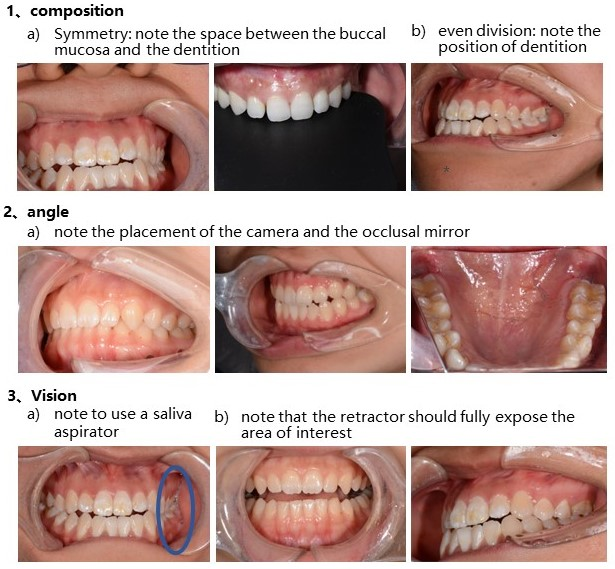 1、composition
a) Symmetry: note the space between the buccal
mucosa and the dentition
b) even division: note the
position of dentition
2、angle
a) note the placement of the camera and the occlusal mirror
3、Vision
a) note to use a saliva
aspirator
b) note that the retractor should fully expose the
area of interest